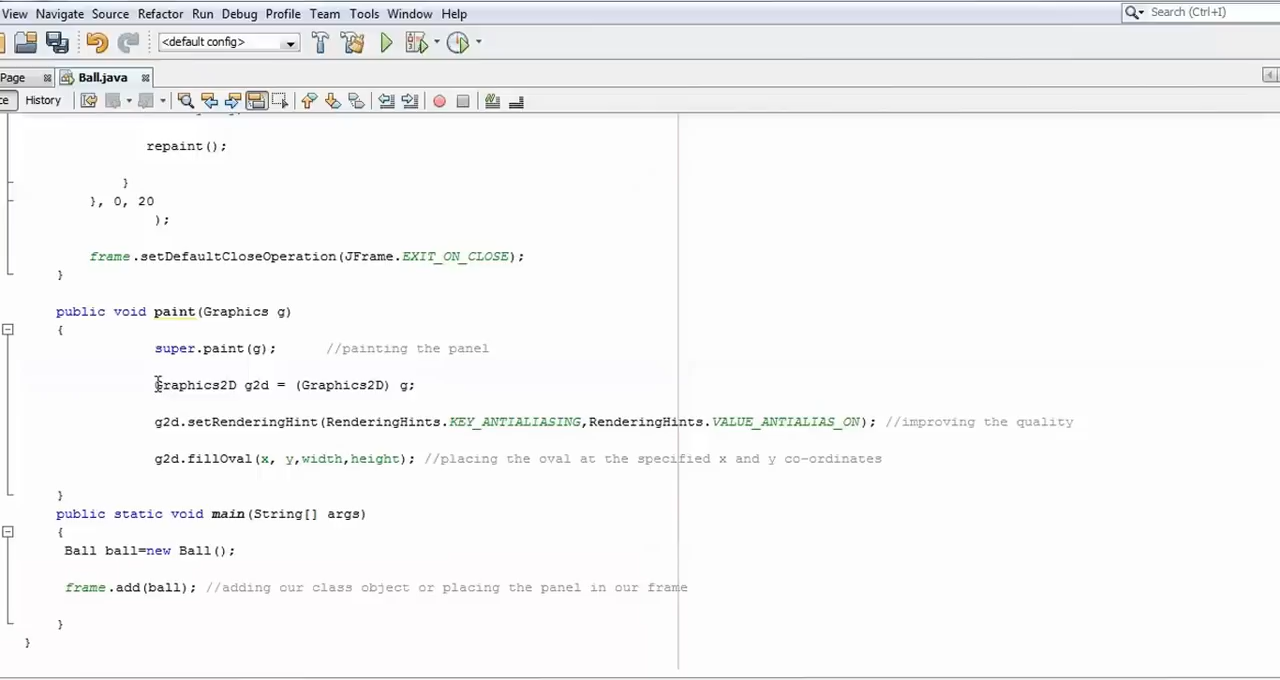 View Navigate Source Refactor Run Debug Profile Team Tools Window Help
Search (Ctrl+I)
<default config>
Page Ball.java
History
repaint();
}
}, 0, 20
);
frame.setDefaultCloseOperation(JFrame.EXIT_ON_CLOSE);
}
public void paint(Graphics g)
{
super.paint(g); //painting the panel
Graphics2D g2d = (Graphics2D) g;
g2d.setRenderingHint(RenderingHints.KEY_ANTIALIASING,RenderingHints.VALUE_ANTIALIAS_ON); //improving the quality
g2d.fillOval(x, y,width,height); //placing the oval at the specified x and y co-ordinates
}
public static void main(String[] args)
{
Ball ball=new Ball();
frame.add(ball); //adding our class object or placing the panel in our frame
}
}